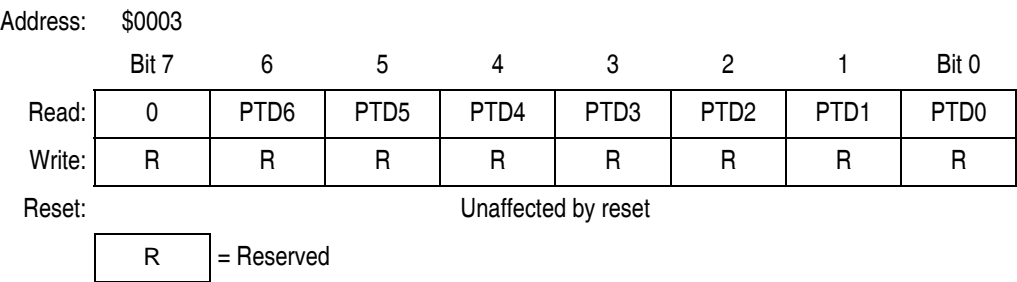 Address: $0003
Bit 7 6 5 4 3 2 1 Bit 0
Read: 0 PTD6 PTD5 PTD4 PTD3 PTD2 PTD1 PTD0
Write: R R R R R R R R
Reset: Unaffected by reset
R = Reserved